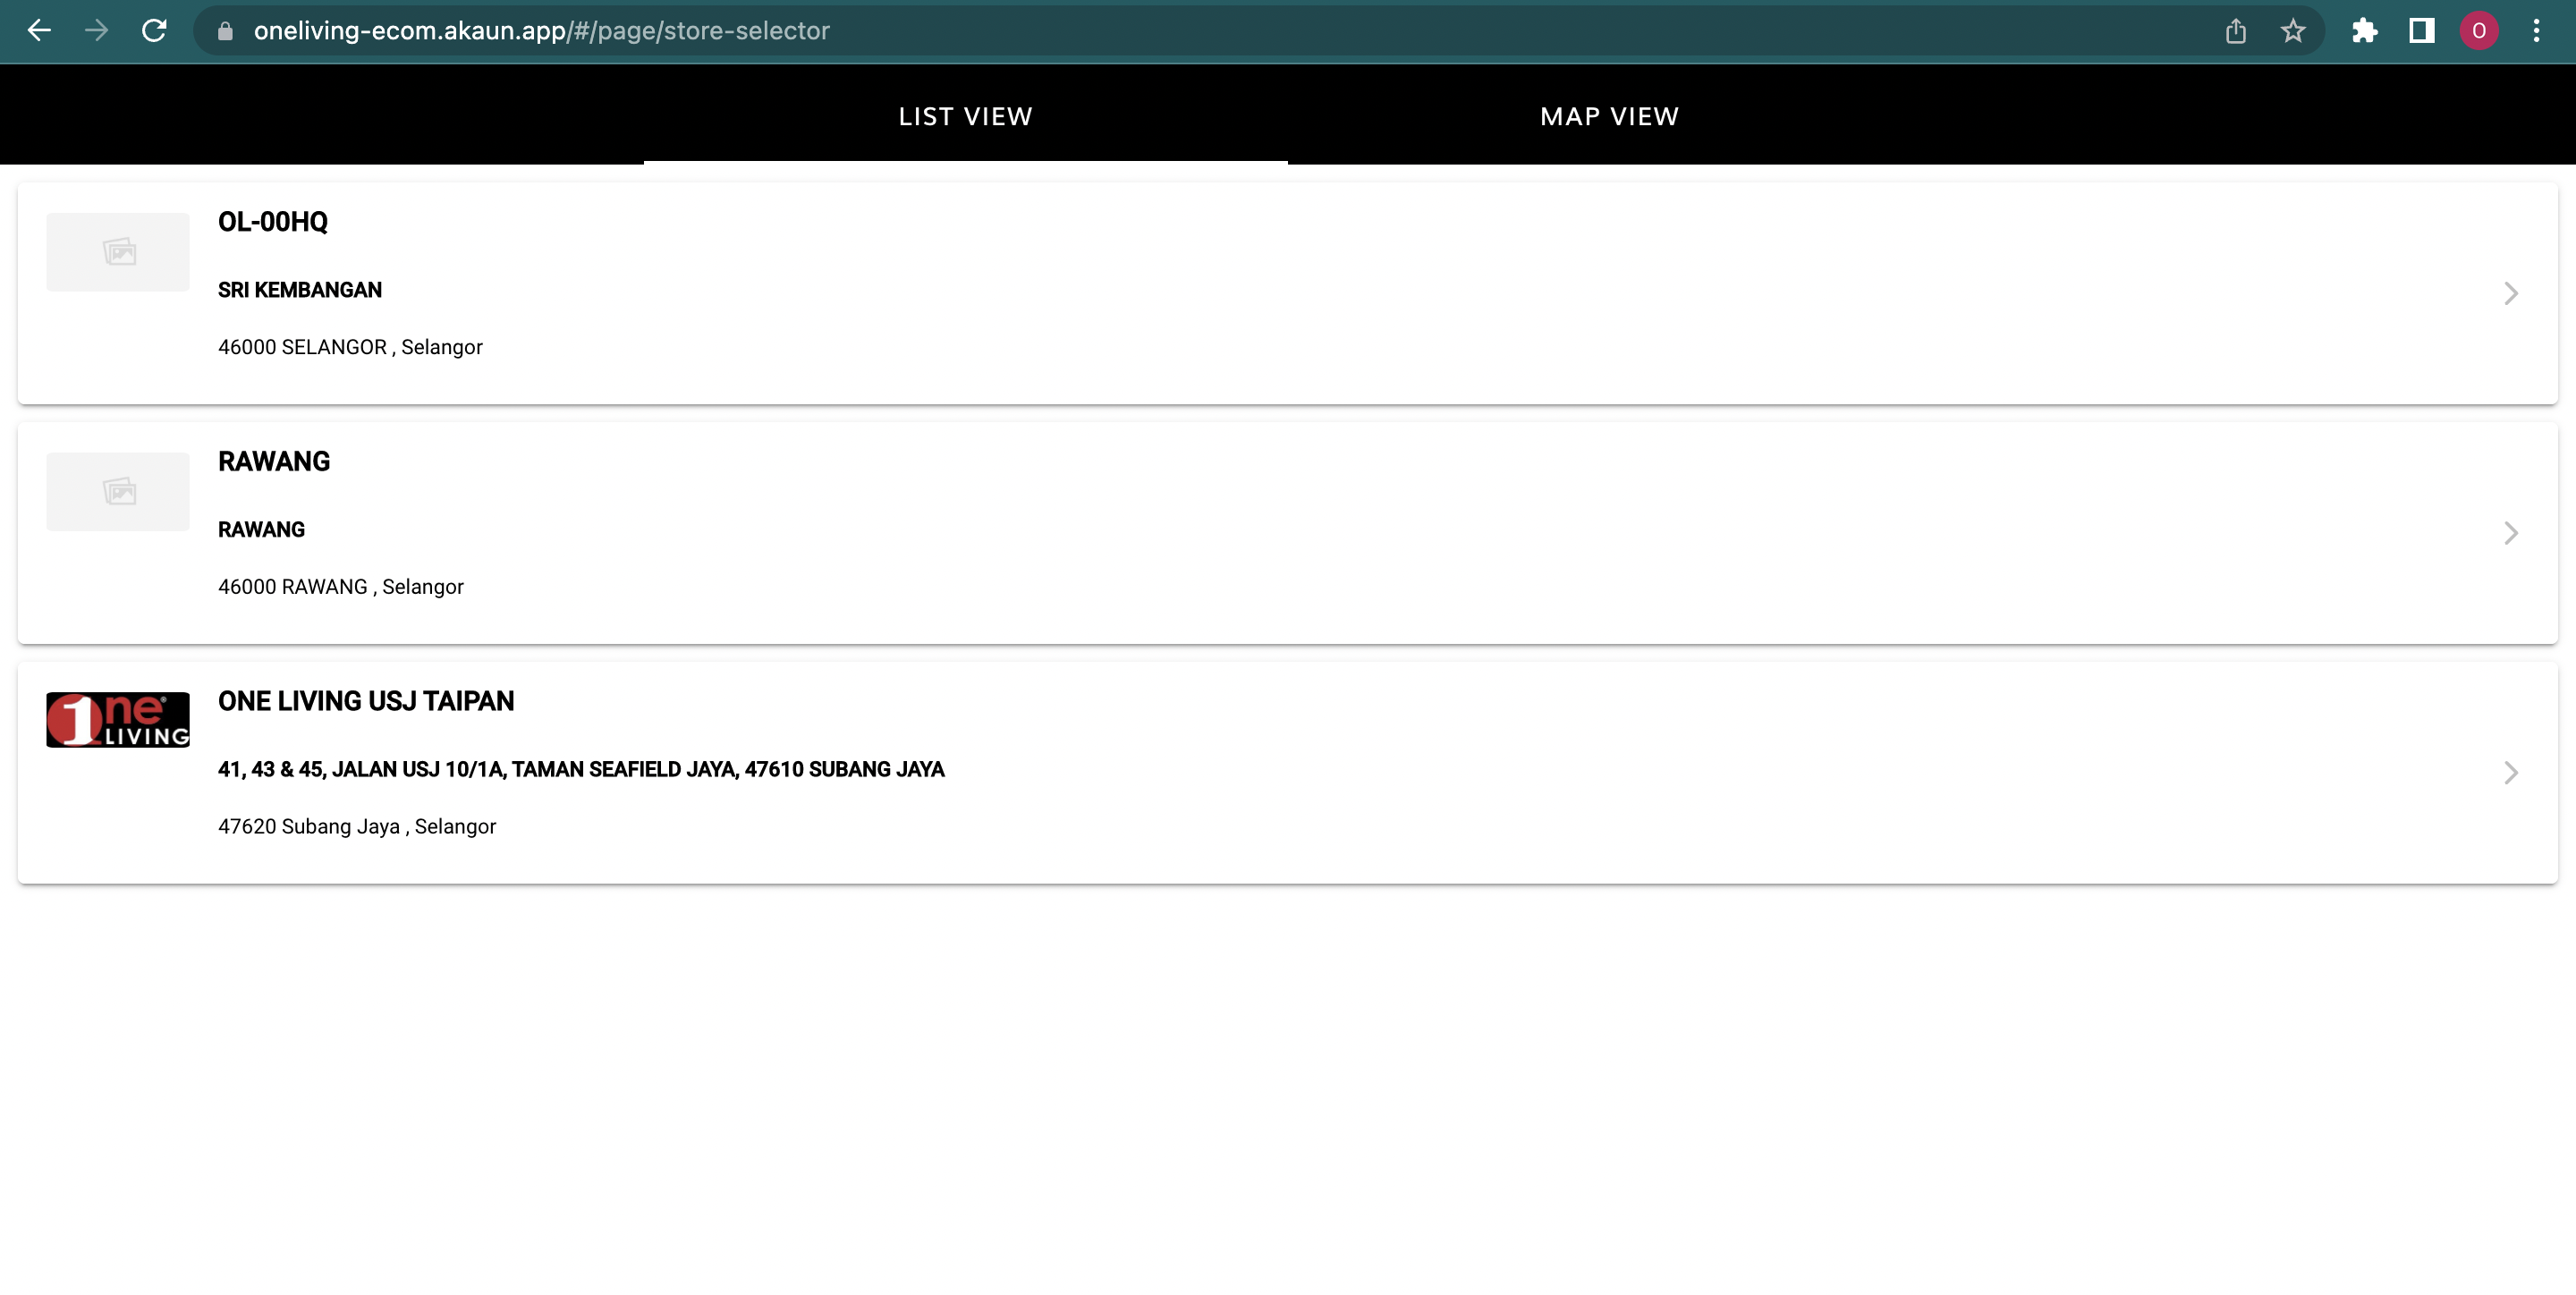 oneliving-ecom.akaun.app/#/page/store-selector
O
LIST VIEW
MAP VIEW
OL-00HQ
SRI KEMBANGAN
46000 SELANGOR , Selangor
RAWANG
RAWANG
46000 RAWANG , Selangor
1ne®
LIVING
ONE LIVING USJ TAIPAN
41, 43 & 45, JALAN USJ 10/1A, TAMAN SEAFIELD JAYA, 47610 SUBANG JAYA
47620 Subang Jaya , Selangor